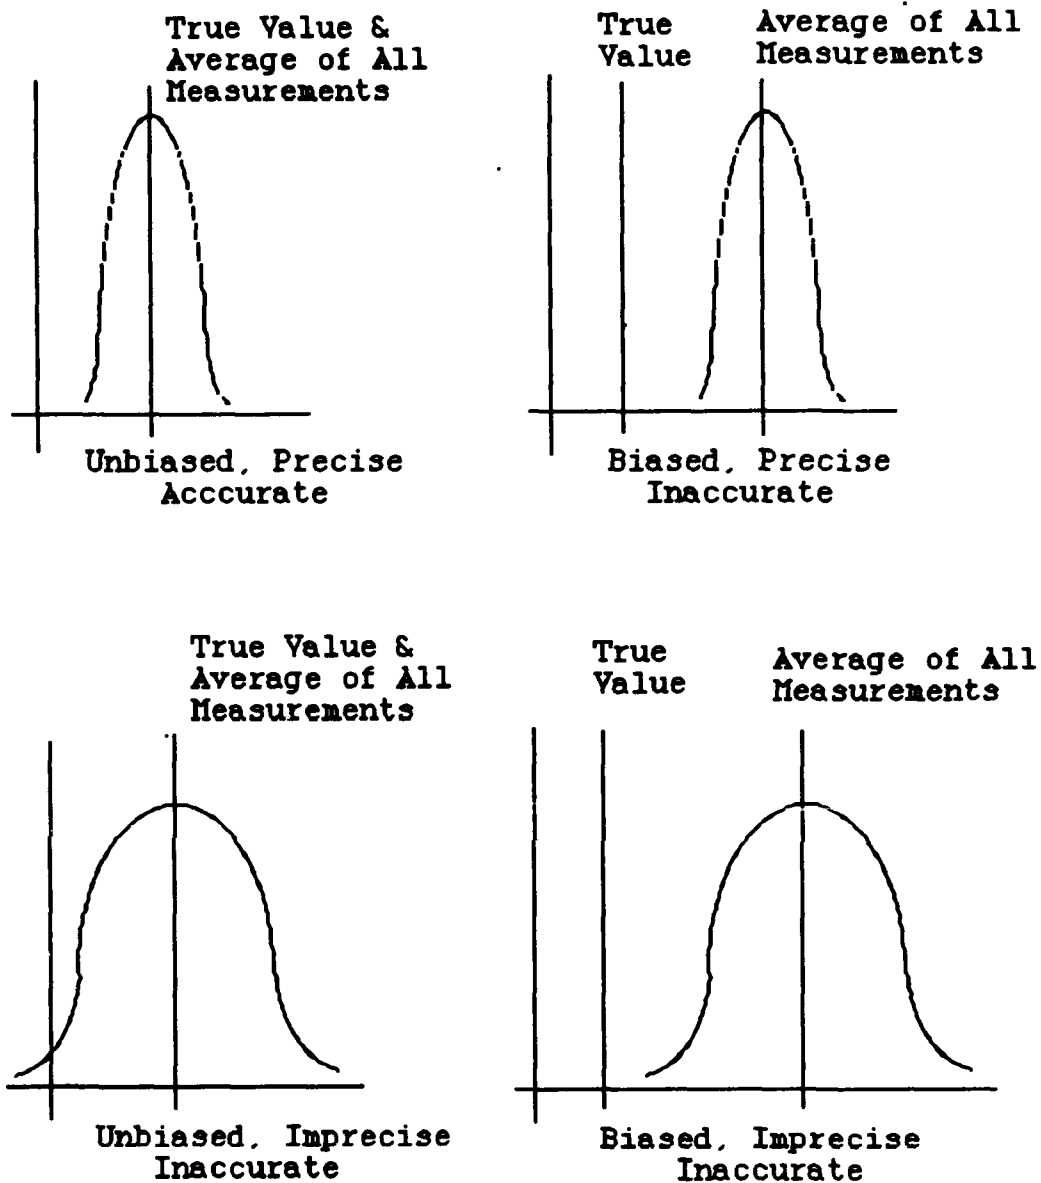 True Value &
Average of All
Measurements
True
Value
Average of All
Measurements
Unbiased, Precise
Acccurate
Biased, Precise
Inaccurate
True Value &
Average of All
Measurements
True
Value
Average of All
Measurements
Unbiased, Imprecise
Inaccurate
Biased, Imprecise
Inaccurate